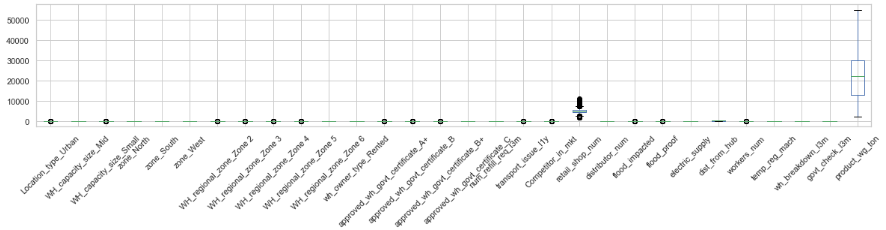 50000
40000
30000
20000
10000
0
Location_type_Urban
WH_capacity_size_Mid
WH_capacity_size_Small
zone_North
zone_South
zone_West
WH_regional_zone_Zone 2
WH_regional_zone_Zone 3
WH_regional_zone_Zone 4
WH_regional_zone_Zone 5
WH_regional_zone_Zone 6
wh_owner_type_Rented
approved_wh_govt_certificate_A+
approved_wh_govt_certificate_B
approved_wh_govt_certificate_B+
approved_wh_govt_certificate_C
num_refill_req_l3m
transport_issue_l1y
Competitor_in_mkt
retail_shop_num
distributor_num
flood_impacted
flood_proof
electric_supply
dist_from_hub
workers_num
temp_reg_mach
wh_breakdown_l3m
govt_check_l3m
product_wg_ton